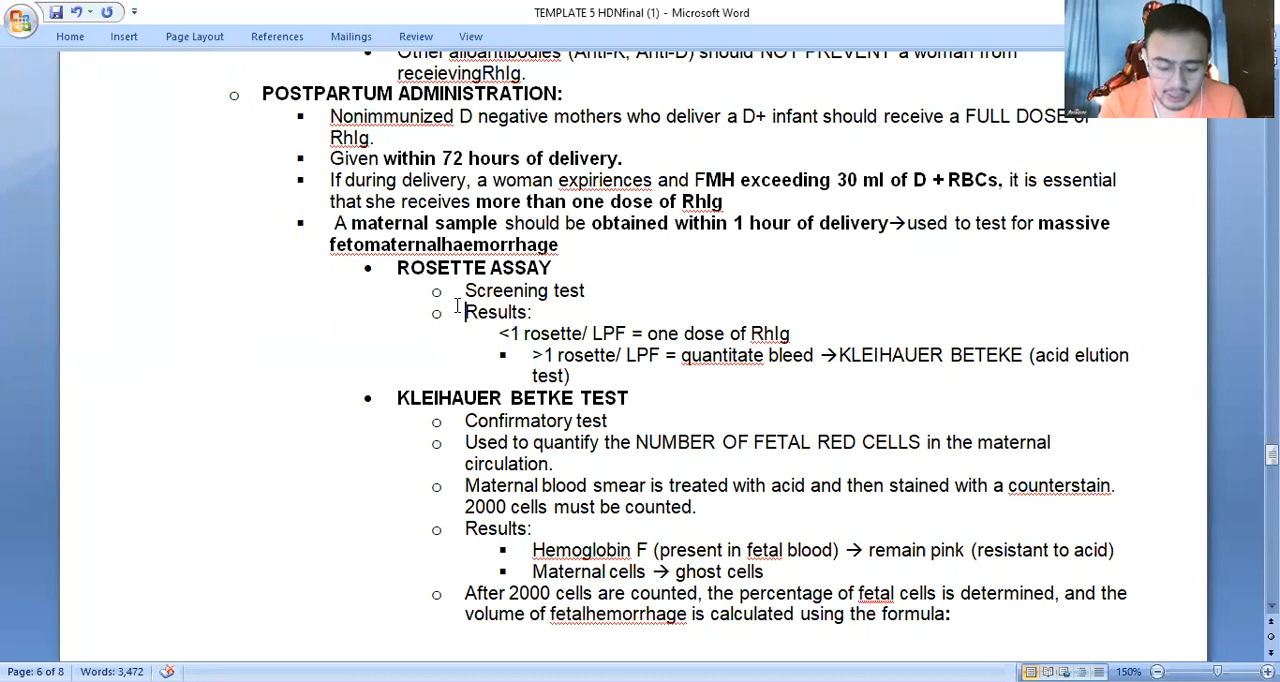 TEMPLATE 5 HDNfinal (1) - Microsoft Word
Home Insert Page Layout References Mailings Review View
Other alloantibodies (Anti-K, Anti-D) should NOT PREVENT a woman from
receievingRhIg.
o POSTPARTUM ADMINISTRATION:
▪ Nonimmunized D negative mothers who deliver a D+ infant should receive a FULL DOSE of
RhIg.
▪ Given within 72 hours of delivery.
▪ If during delivery, a woman expiriences and FMH exceeding 30 ml of D + RBCs, it is essential
that she receives more than one dose of RhIg
▪ A maternal sample should be obtained within 1 hour of delivery→used to test for massive
fetomaternalhaemorrhage
• ROSETTE ASSAY
o Screening test
o Results:
<1 rosette/ LPF = one dose of RhIg
▪ >1 rosette/ LPF = quantitate bleed →KLEIHAUER BETEKE (acid elution
test)
• KLEIHAUER BETKE TEST
o Confirmatory test
o Used to quantify the NUMBER OF FETAL RED CELLS in the maternal
circulation.
o Maternal blood smear is treated with acid and then stained with a counterstain.
2000 cells must be counted.
o Results:
▪ Hemoglobin F (present in fetal blood) → remain pink (resistant to acid)
▪ Maternal cells → ghost cells
o After 2000 cells are counted, the percentage of fetal cells is determined, and the
volume of fetalhemorrhage is calculated using the formula:
Page: 6 of 8 Words: 3,472 150%